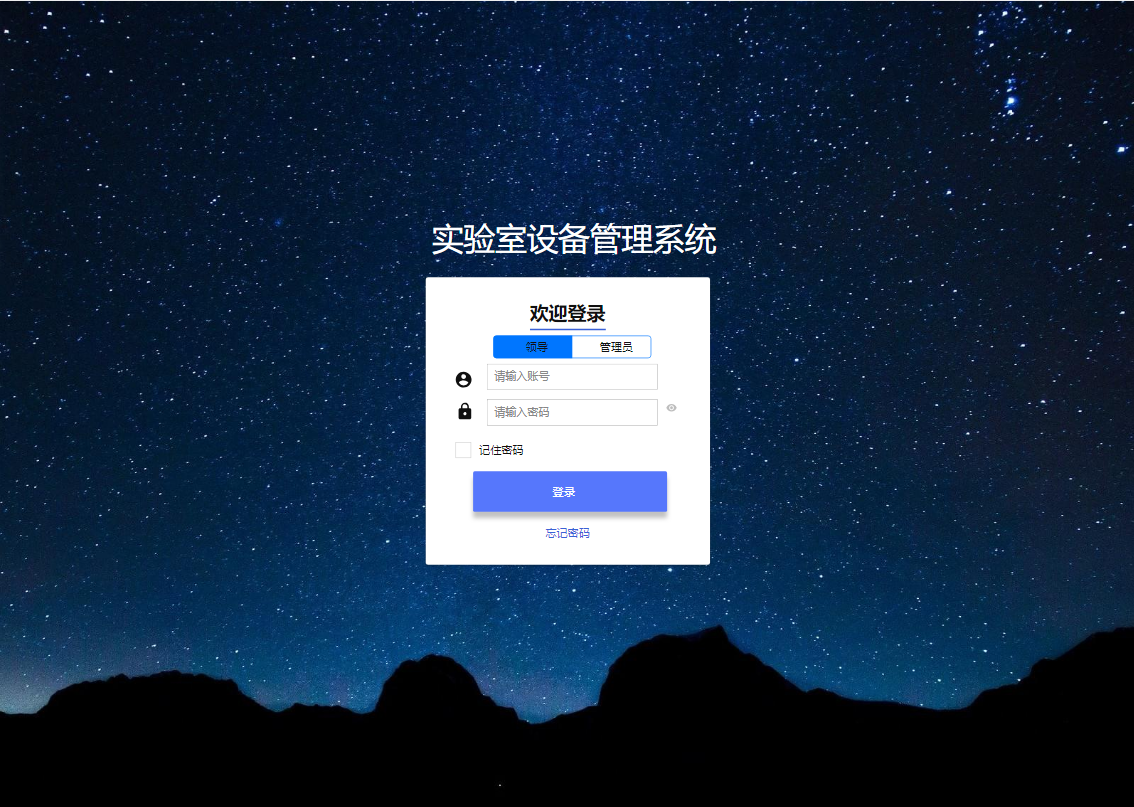 实验室设备管理系统
欢迎登录
领导 管理员
请输入账号
请输入密码
记住密码
登录
忘记密码